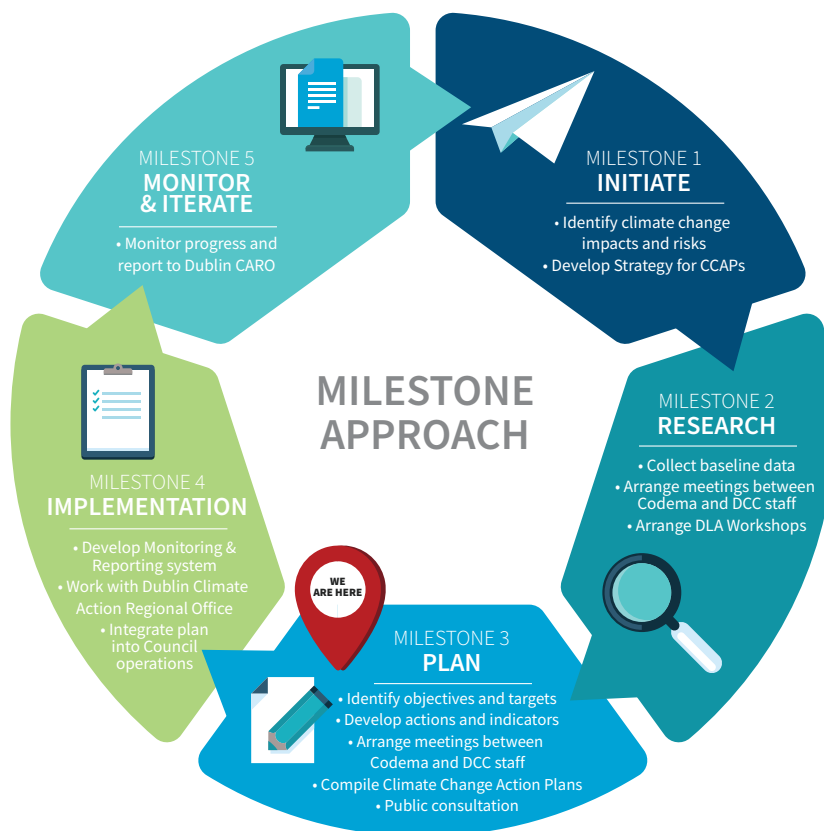 MILESTONE
APPROACH
MILESTONE 1
INITIATE
• Identify climate change
impacts and risks
• Develop Strategy for CCAPs
MILESTONE 2
RESEARCH
• Collect baseline data
• Arrange meetings between
Codema and DCC staff
• Arrange DLA Workshops
WE
ARE HERE
MILESTONE 3
PLAN
• Identify objectives and targets
• Develop actions and indicators
• Arrange meetings between
Codema and DCC staff
• Compile Climate Change Action Plans
• Public consultation
MILESTONE 4
IMPLEMENTATION
• Develop Monitoring &
Reporting system
• Work with Dublin Climate
Action Regional Office
• Integrate plan
into Council
operations
MILESTONE 5
MONITOR
& ITERATE
• Monitor progress and
report to Dublin CARO